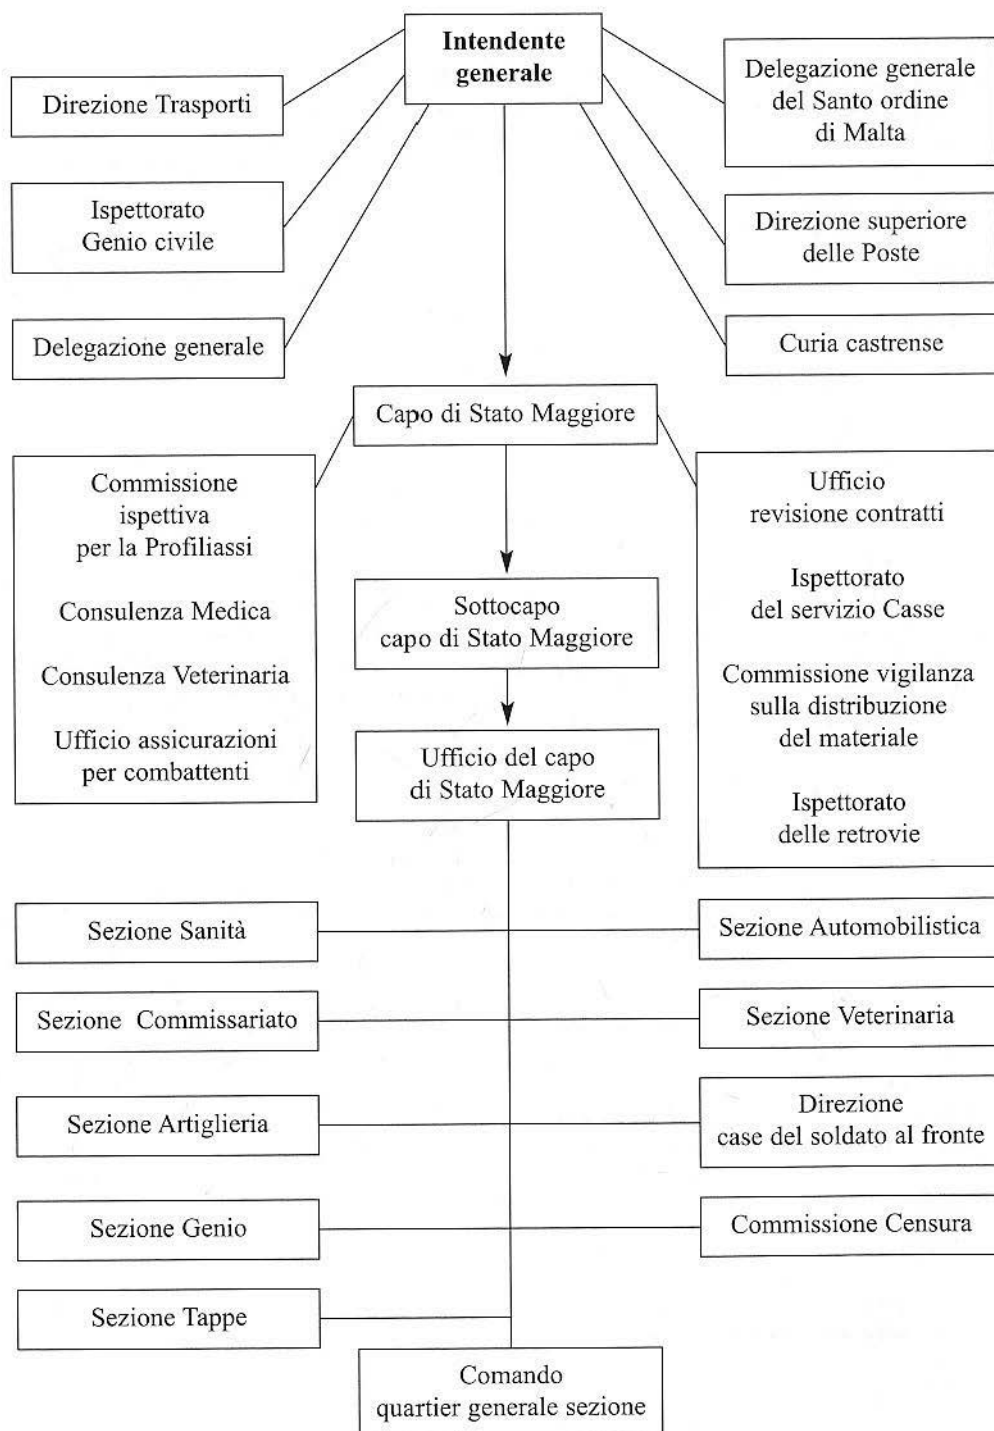 Intendente
generale
Direzione Trasporti
Delegazione generale
del Santo ordine
di Malta
Ispettorato
Genio civile
Direzione superiore
delle Poste
Delegazione generale
Curia castrense
Capo di Stato Maggiore
Commissione
ispettiva
per la Profiliassi
Consulenza Medica
Consulenza Veterinaria
Ufficio assicurazioni
per combattenti
Ufficio
revisione contratti
Ispettorato
del servizio Casse
Commissione vigilanza
sulla distribuzione
del materiale
Ispettorato
delle retrovie
Sottocapo
capo di Stato Maggiore
Ufficio del capo
di Stato Maggiore
Sezione Sanità
Sezione Automobilistica
Sezione Commissariato
Sezione Veterinaria
Sezione Artiglieria
Direzione
case del soldato al fronte
Sezione Genio
Commissione Censura
Sezione Tappe
Comando
quartier generale sezione